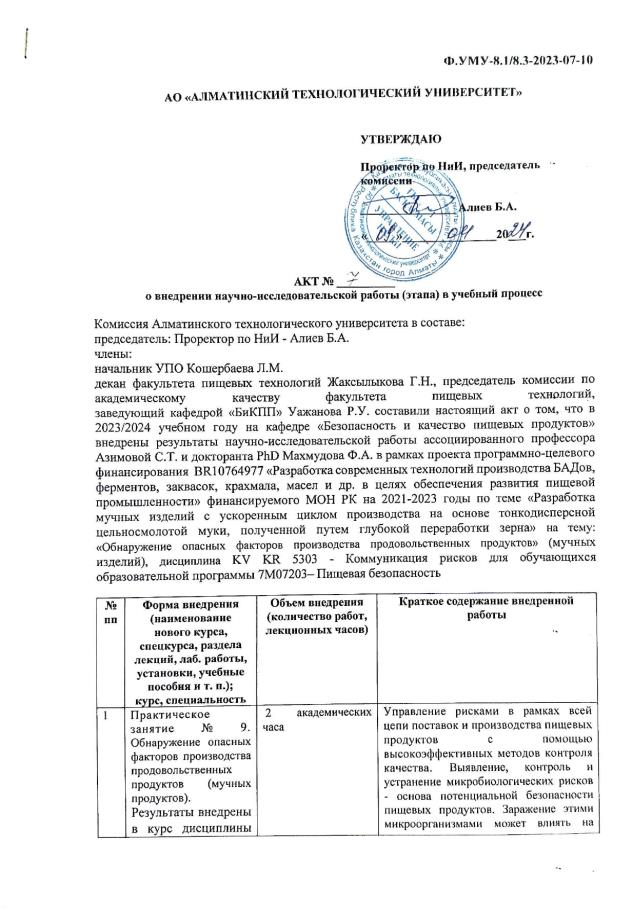 Ф.УМУ-8.1/8.3-2023-07-10
АО «АЛМАТИНСКИЙ ТЕХНОЛОГИЧЕСКИЙ УНИВЕРСИТЕТ»
УТВЕРЖДАЮ
Проректор по НиИ, председатель
комиссии
Алиев Б.А.
« 09 » 04 2024 г.
УПРАВЛЕНИЕ НАУКИ
Республика Казахстан город Алматы
АКТ № 7
о внедрении научно-исследовательской работы (этапа) в учебный процесс
Комиссия Алматинского технологического университета в составе:
председатель: Проректор по НиИ - Алиев Б.А.
члены:
начальник УПО Кошербаева Л.М.
декан факультета пищевых технологий Жаксылыкова Г.Н., председатель комиссии по
академическому качеству факультета пищевых технологий,
заведующий кафедрой «БиКПП» Уажанова Р.У. составили настоящий акт о том, что в
2023/2024 учебном году на кафедре «Безопасность и качество пищевых продуктов»
внедрены результаты научно-исследовательской работы ассоциированного профессора
Азимовой С.Т. и докторанта PhD Махмудова Ф.А. в рамках проекта программно-целевого
финансирования BR10764977 «Разработка современных технологий производства БАДов,
ферментов, заквасок, крахмала, масел и др. в целях обеспечения развития пищевой
промышленности» финансируемого МОН РК на 2021-2023 годы по теме «Разработка
мучных изделий с ускоренным циклом производства на основе тонкодисперсной
цельносмолотой муки, полученной путем глубокой переработки зерна» на тему:
«Обнаружение опасных факторов производства продовольственных продуктов» (мучных
изделий), дисциплина KV KR 5303 - Коммуникация рисков для обучающихся
образовательной программы 7М07203– Пищевая безопасность
№
пп
Форма внедрения
(наименование
нового курса,
спецкурса, раздела
лекций, лаб. работы,
установки, учебные
пособия и т. п.);
курс, специальность
Объем внедрения
(количество работ,
лекционных часов)
Краткое содержание внедренной
работы
1
Практическое
занятие № 9.
Обнаружение опасных
факторов производства
продовольственных
продуктов (мучных
продуктов).
Результаты внедрены
в курс дисциплины
2 академических
часа
Управление рисками в рамках всей
цепи поставок и производства пищевых
продуктов с помощью
высокоэффективных методов контроля
качества. Выявление, контроль и
устранение микробиологических рисков
- основа потенциальной безопасности
пищевых продуктов. Заражение этими
микроорганизмами может влиять на